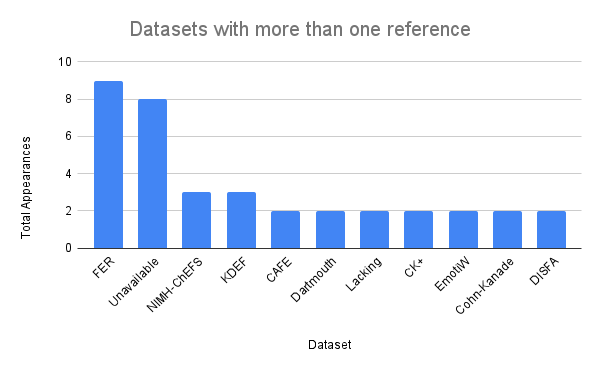 Datasets with more than one reference
Total Appearances
10
8
6
4
2
0
FER
Unavailable
NIMH-ChEFS
KDEF
CAFE
Dartmouth
Lacking
CK+
EmotiW
Cohn-Kanade
DISFA
Dataset